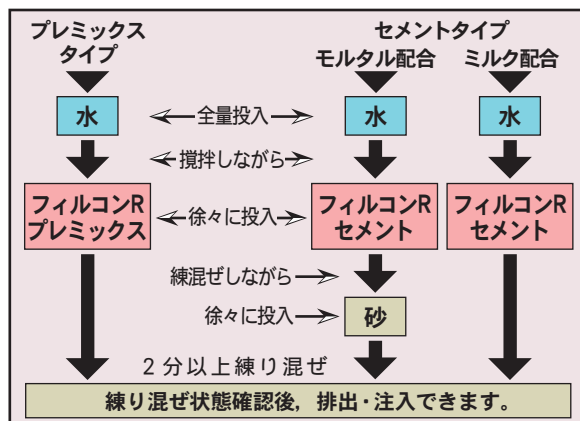 プレミックス
タイプ
セメントタイプ
モルタル配合 ミルク配合
水
全量投入
水
水
攪拌しながら
フィルコンR
プレミックス
徐々に投入
フィルコンR
セメント
フィルコンR
セメント
練混ぜしながら
徐々に投入
砂
2分以上練り混ぜ
練り混ぜ状態確認後，排出・注入できます。